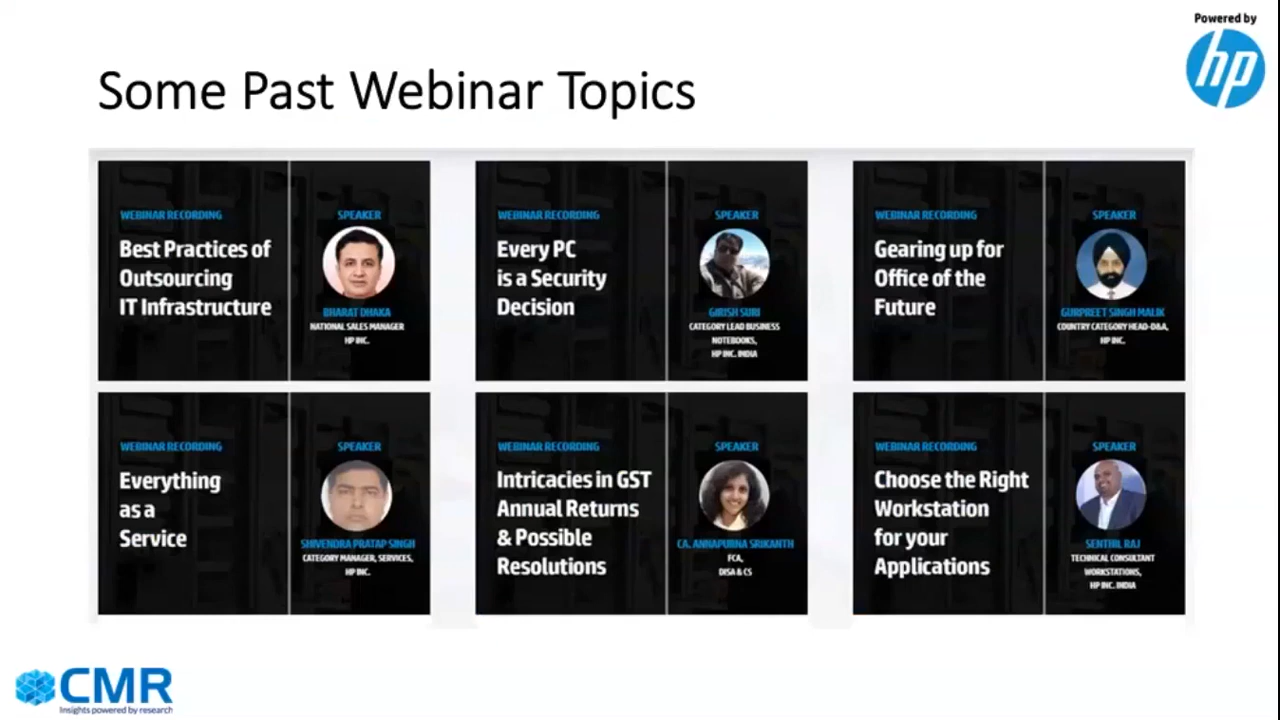 Powered by
hp
Some Past Webinar Topics
WEBINAR RECORDING
Best Practices of
Outsourcing
IT Infrastructure
SPEAKER
BHARAT DHAKA
NATIONAL SALES MANAGER
HP INC.
WEBINAR RECORDING
Every PC
is a Security
Decision
SPEAKER
GIRISH SURI
CATEGORY LEAD BUSINESS
NOTEBOOKS,
HP INC. INDIA
WEBINAR RECORDING
Gearing up for
Office of the
Future
SPEAKER
GURPREET SINGH MALIK
COUNTRY CATEGORY HEAD-D&A,
HP INC.
WEBINAR RECORDING
Everything
as a
Service
SPEAKER
SHIVENDRA PRATAP SINGH
CATEGORY MANAGER, SERVICES,
HP INC.
WEBINAR RECORDING
Intricacies in GST
Annual Returns
& Possible
Resolutions
SPEAKER
CA. ANNAPURNA SRIKANTH
FCA,
DISA & CS
WEBINAR RECORDING
Choose the Right
Workstation
for your
Applications
SPEAKER
SENTHIL RAJ
TECHNICAL CONSULTANT
WORKSTATIONS,
HP INC. INDIA
CMR
Insights powered by research